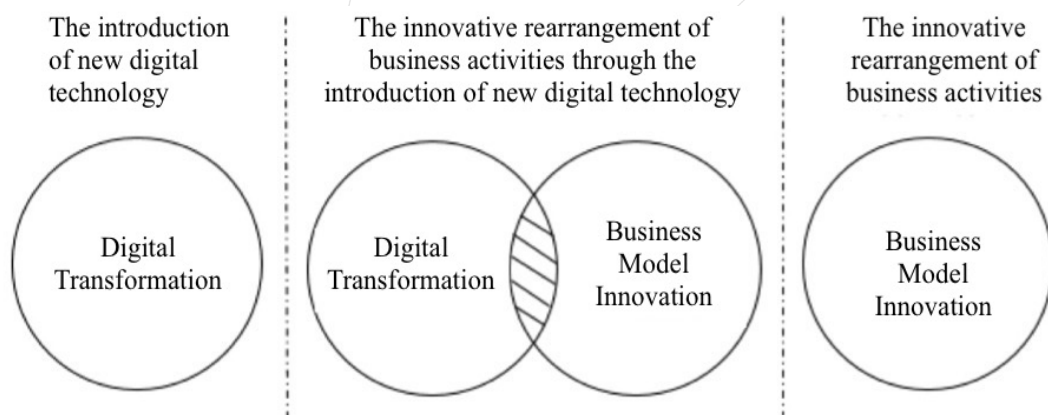 The introduction
of new digital
technology
The innovative rearrangement of
business activities through the
introduction of new digital technology
The innovative
rearrangement of
business activities
Digital
Transformation
Digital
Transformation
Business
Model
Innovation
Business
Model
Innovation